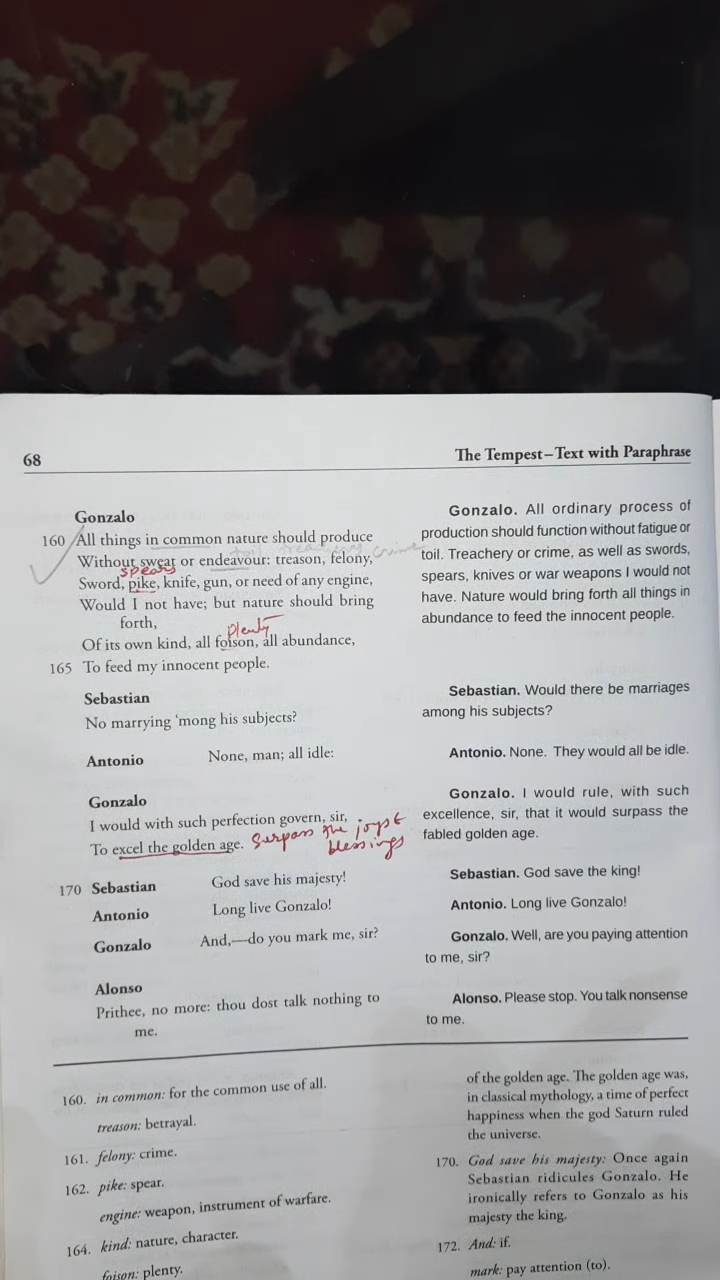 68
The Tempest–Text with Paraphrase
Gonzalo
160 All things in common nature should produce
Without sweat or endeavour: treason, felony,
toil treachery crime
spears
Sword, pike, knife, gun, or need of any engine,
Would I not have; but nature should bring
forth,
plenty
Of its own kind, all foison, all abundance,
165 To feed my innocent people.
Sebastian
No marrying ’mong his subjects?
Antonio None, man; all idle:
Gonzalo
I would with such perfection govern, sir,
To excel the golden age. Surpass the joys &
blessings
170 Sebastian God save his majesty!
Antonio Long live Gonzalo!
Gonzalo And,—do you mark me, sir?
Alonso
Prithee, no more: thou dost talk nothing to
me.
Gonzalo. All ordinary process of
production should function without fatigue or
toil. Treachery or crime, as well as swords,
spears, knives or war weapons I would not
have. Nature would bring forth all things in
abundance to feed the innocent people.
Sebastian. Would there be marriages
among his subjects?
Antonio. None. They would all be idle.
Gonzalo. I would rule, with such
excellence, sir, that it would surpass the
fabled golden age.
Sebastian. God save the king!
Antonio. Long live Gonzalo!
Gonzalo. Well, are you paying attention
to me, sir?
Alonso. Please stop. You talk nonsense
to me.
160. in common: for the common use of all.
treason: betrayal.
161. felony: crime.
162. pike: spear.
engine: weapon, instrument of warfare.
164. kind: nature, character.
foison: plenty.
of the golden age. The golden age was,
in classical mythology, a time of perfect
happiness when the god Saturn ruled
the universe.
170. God save his majesty: Once again
Sebastian ridicules Gonzalo. He
ironically refers to Gonzalo as his
majesty the king.
172. And: if.
mark: pay attention (to).